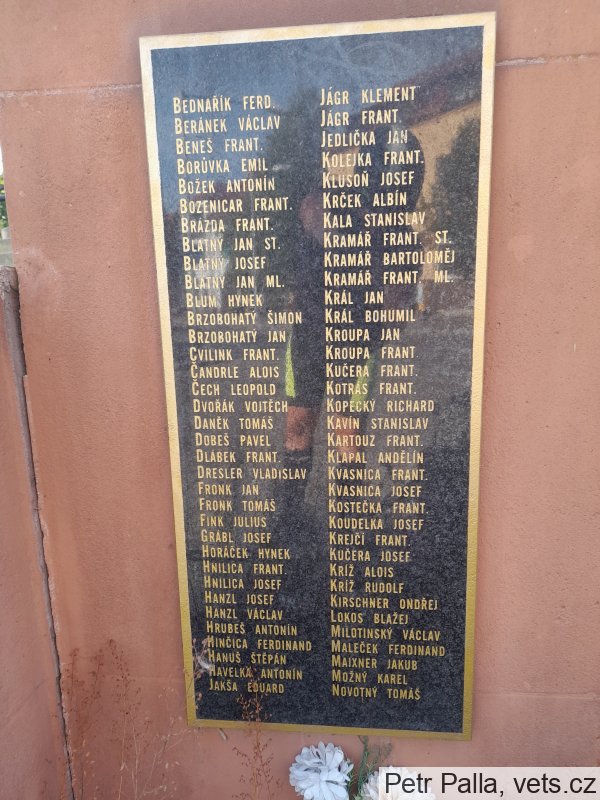 BEDNAŘÍK FERD.
BERÁNEK VÁCLAV
BENEŠ FRANT.
BORŮVKA EMIL
BOŽEK ANTONÍN
BOZENICAR FRANT.
BRÁZDA FRANT.
BLATNÝ JAN ST.
BLATNÝ JOSEF
BLATNÝ JAN ML.
BLUM HYNEK
BRZOBOHATÝ ŠIMON
BRZOBOHATÝ JAN
CVILINK FRANT.
ČANDRLE ALOIS
ČECH LEOPOLD
DVOŘÁK VOJTĚCH
DANĚK TOMÁŠ
DOBEŠ PAVEL
DLÁBEK FRANT.
DRESLER VLADISLAV
FRONK JAN
FRONK TOMÁŠ
FINK JULIUS
GRÁBL JOSEF
HORÁČEK HYNEK
HNILICA FRANT.
HNILICA JOSEF
HANZL JOSEF
HANZL VÁCLAV
HRUBEŠ ANTONÍN
HINČICA FERDINAND
HANUŠ ŠTĚPÁN
HAVELKA ANTONÍN
JAKŠA EDUARD
JÁGR KLEMENT
JÁGR FRANT.
JEDLIČKA JAN
KOLEJKA FRANT.
KLUSOŇ JOSEF
KRČEK ALBÍN
KALA STANISLAV
KRAMÁŘ FRANT. ST.
KRAMÁŘ BARTOLOMĚJ
KRAMÁŘ FRANT. ML.
KRÁL JAN
KRÁL BOHUMIL
KROUPA JAN
KROUPA FRANT.
KUČERA FRANT.
KOTRÁS FRANT.
KOPECKÝ RICHARD
KAVÍN STANISLAV
KARTOUZ FRANT.
KLAPAL ANDĚLÍN
KVASNICA FRANT.
KVASNICA JOSEF
KOSTEČKA FRANT.
KOUDELKA JOSEF
KREJČÍ FRANT.
KUČERA JOSEF
KŘÍŽ ALOIS
KŘÍŽ RUDOLF
KIRSCHNER ONDŘEJ
LOKOS BLAŽEJ
MILOTINSKÝ VÁCLAV
MALEČEK FERDINAND
MAIXNER JAKUB
MOŽNÝ KAREL
NOVOTNÝ TOMÁŠ
Petr Palla, vets.cz